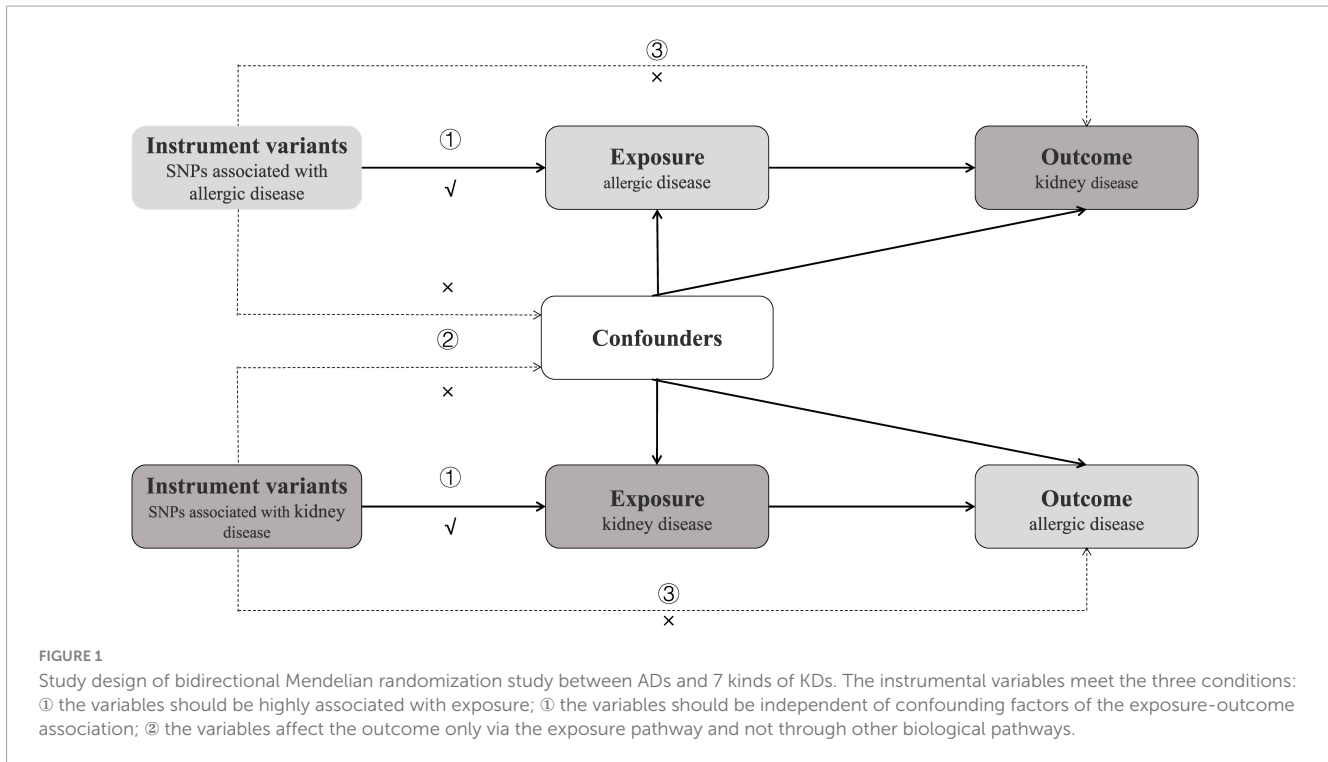 ③
×
Instrument variants
SNPs associated with
allergic disease
①
√
Exposure
allergic disease
Outcome
kidney disease
×
②
×
Confounders
Instrument variants
SNPs associated with kidney
disease
①
√
Exposure
kidney disease
Outcome
allergic disease
③
×
FIGURE 1
Study design of bidirectional Mendelian randomization study between ADs and 7 kinds of KDs. The instrumental variables meet the three conditions:
① the variables should be highly associated with exposure; ① the variables should be independent of confounding factors of the exposure-outcome
association; ② the variables affect the outcome only via the exposure pathway and not through other biological pathways.